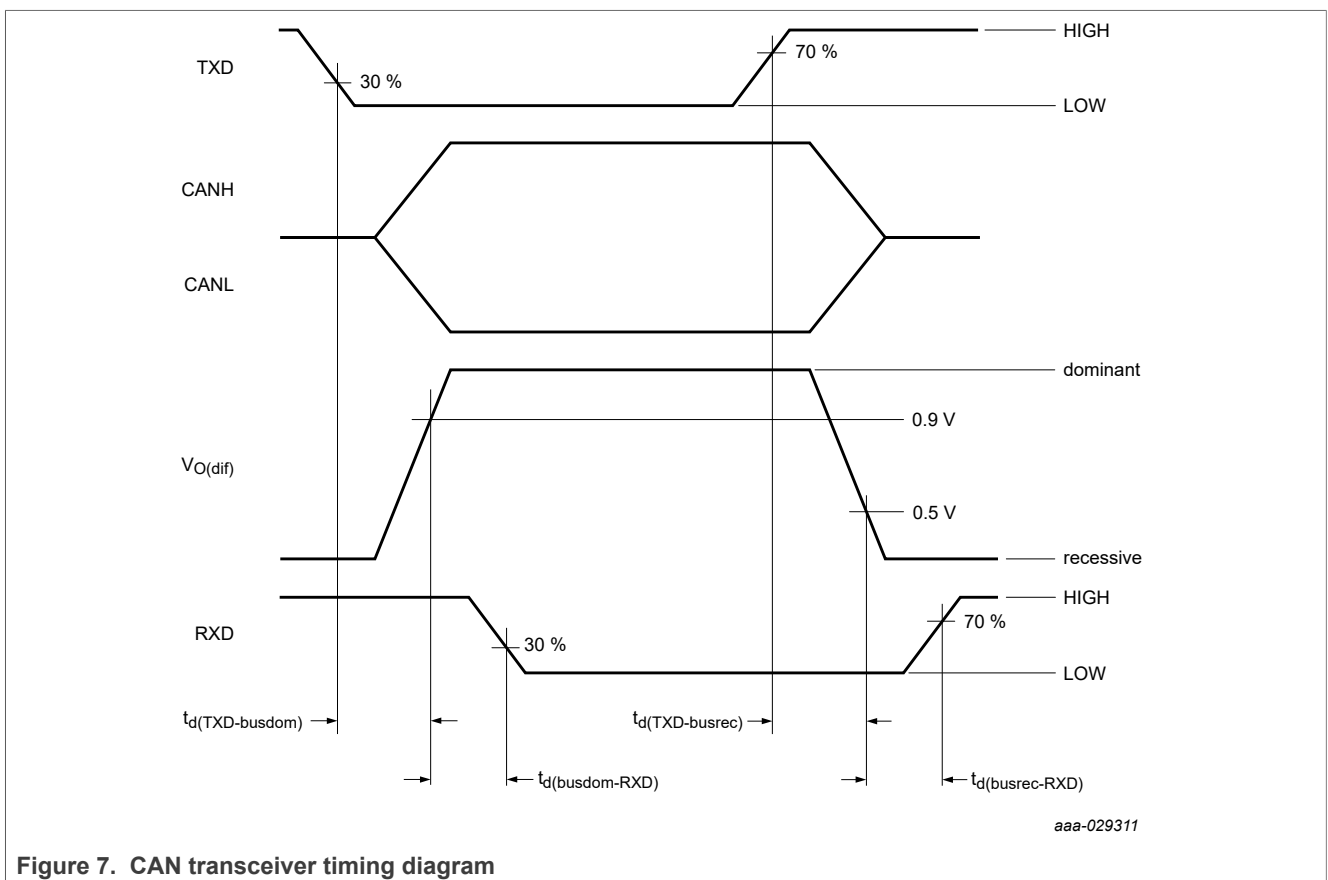 HIGH
TXD
70 %
30 %
LOW
CANH
CANL
dominant
0.9 V
VO(dif)
0.5 V
recessive
HIGH
70 %
RXD
30 %
LOW
td(TXD-busdom)
td(TXD-busrec)
td(busdom-RXD)
td(busrec-RXD)
aaa-029311
Figure 7. CAN transceiver timing diagram